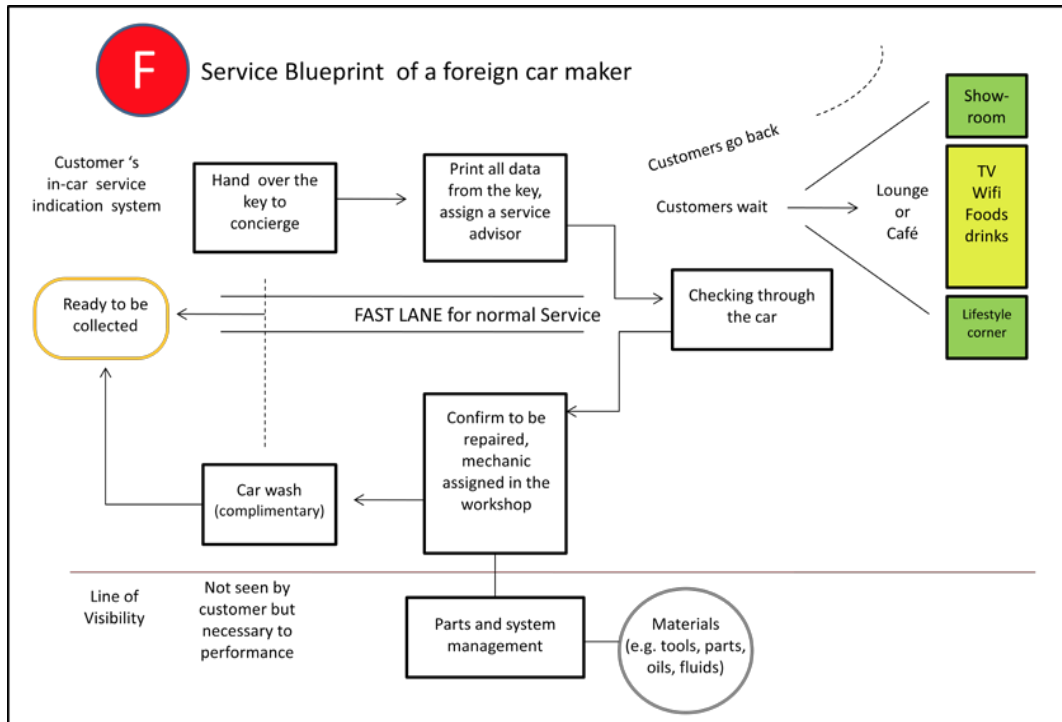 F
Service Blueprint of a foreign car maker
Customer ‘s
in-car service
indication system
Hand over the
key to
concierge
Print all data
from the key,
assign a service
advisor
Customers go back
Customers wait
Lounge
or
Café
Show-
room
TV
Wifi
Foods
drinks
Lifestyle
corner
Ready to be
collected
FAST LANE for normal Service
Checking through
the car
Confirm to be
repaired,
mechanic
assigned in the
workshop
Car wash
(complimentary)
Line of
Visibility
Not seen by
customer but
necessary to
performance
Parts and system
management
Materials
(e.g. tools, parts,
oils, fluids)